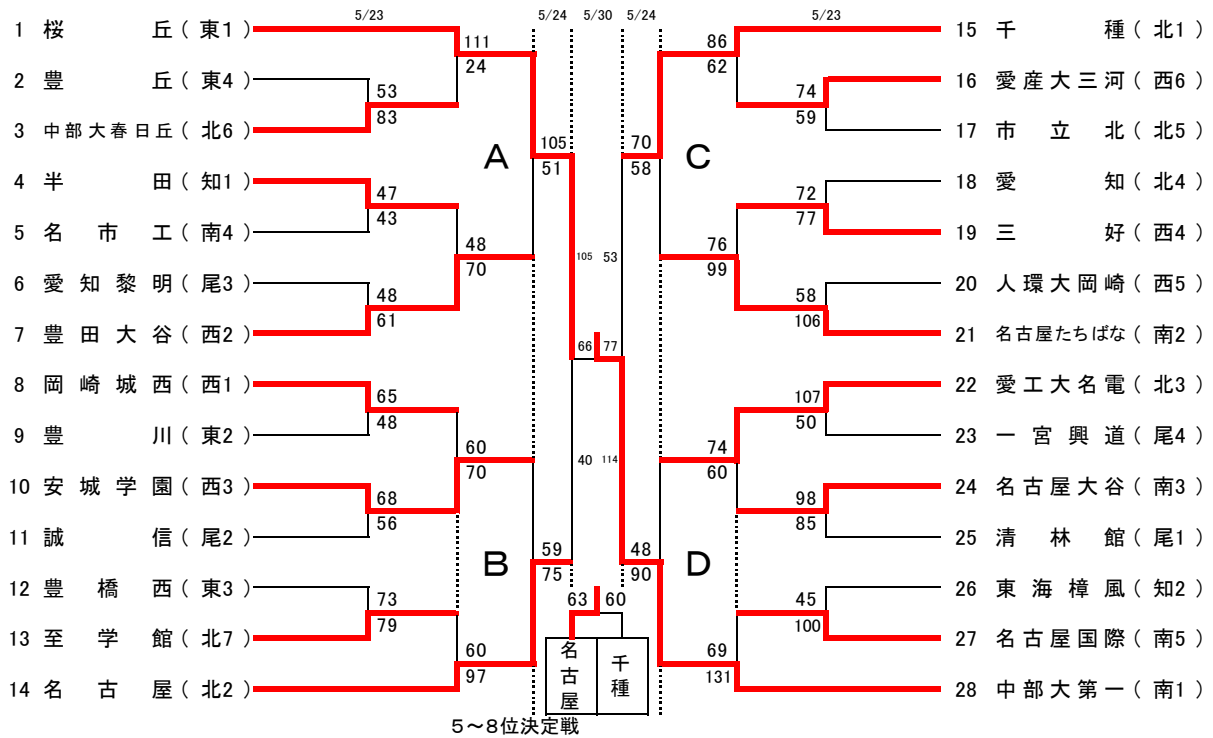 5/23 5/24 5/30 5/24 5/23
1 桜丘(東1)
2 豊丘(東4)
3 中部大春日丘(北6)
4 半田(知1)
5 名市工(南4)
6 愛知黎明(尾3)
7 豊田大谷(西2)
8 岡崎城西(西1)
9 豊川(東2)
10 安城学園(西3)
11 誠信(尾2)
12 豊橋西(東3)
13 至学館(北7)
14 名古屋(北2)
53
83
47
43
48
61
65
48
68
56
73
79
111
24
48
70
60
70
60
97
A
B
105
51
59
75
105 53
66 77
40 114
63 60
名古屋
千種
5～8位決定戦
70
58
48
90
C
D
86
62
76
99
74
60
69
131
74
59
72
77
58
106
107
50
98
85
45
100
15 千種(北1)
16 愛産大三河(西6)
17 市立北(北5)
18 愛知(北4)
19 三好(西4)
20 人環大岡崎(西5)
21 名古屋たちばな(南2)
22 愛工大名電(北3)
23 一宮興道(尾4)
24 名古屋大谷(南3)
25 清林館(尾1)
26 東海樟風(知2)
27 名古屋国際(南5)
28 中部大第一(南1)